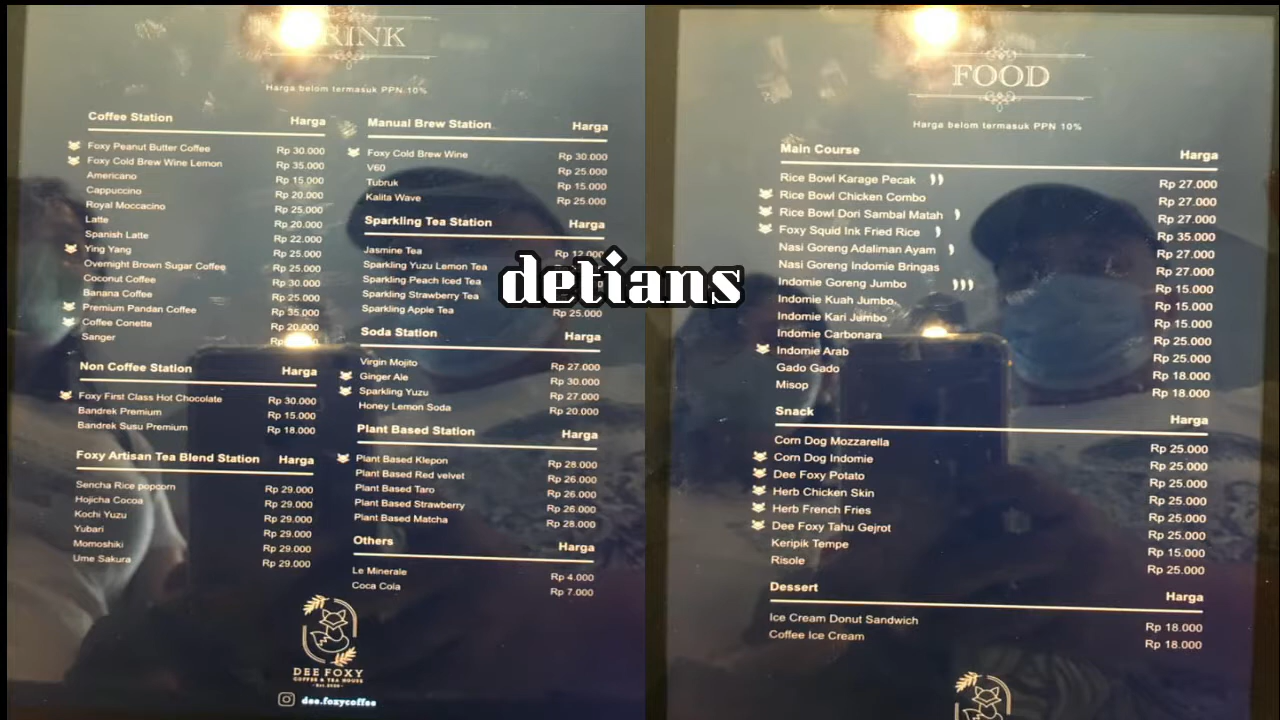 RINK
Harga belom termasuk PPN.10%
Coffee Station Harga
Foxy Peanut Butter Coffee Rp 30.000
Foxy Cold Brew Wine Lemon Rp 35.000
Americano Rp 15.000
Cappuccino Rp 20.000
Royal Moccacino Rp 25.000
Latte Rp 20.000
Spanish Latte Rp 22.000
Ying Yang Rp 25.000
Overnight Brown Sugar Coffee Rp 25.000
Coconut Coffee Rp 30.000
Banana Coffee Rp 25.000
Premium Pandan Coffee Rp 35.000
Coffee Conette Rp 20.000
Sanger
Non Coffee Station Harga
Foxy First Class Hot Chocolate Rp 30.000
Bandrek Premium Rp 15.000
Bandrek Susu Premium Rp 18.000
Foxy Artisan Tea Blend Station Harga
Sencha Rice popcorn Rp 29.000
Hojicha Cocoa Rp 29.000
Kochi Yuzu Rp 29.000
Yubari Rp 29.000
Momoshiki Rp 29.000
Ume Sakura Rp 29.000
Manual Brew Station Harga
Foxy Cold Brew Wine Rp 30.000
V60 Rp 25.000
Tubruk Rp 15.000
Kalita Wave Rp 25.000
Sparkling Tea Station Harga
Jasmine Tea Rp 12.000
Sparkling Yuzu Lemon Tea
Sparkling Peach Iced Tea
Sparkling Strawberry Tea
Sparkling Apple Tea Rp 25.000
Soda Station Harga
Virgin Mojito Rp 27.000
Ginger Ale Rp 30.000
Sparkling Yuzu Rp 27.000
Honey Lemon Soda Rp 20.000
Plant Based Station Harga
Plant Based Klepon Rp 28.000
Plant Based Red velvet Rp 26.000
Plant Based Taro Rp 26.000
Plant Based Strawberry Rp 26.000
Plant Based Matcha Rp 28.000
Others Harga
Le Minerale Rp 4.000
Coca Cola Rp 7.000
DEE FOXY
COFFEE & TEA HOUSE
dee.foxycoffee
detians
FOOD
Harga belom termasuk PPN 10%
Main Course Harga
Rice Bowl Karage Pecak Rp 27.000
Rice Bowl Chicken Combo Rp 27.000
Rice Bowl Dori Sambal Matah Rp 27.000
Foxy Squid Ink Fried Rice Rp 35.000
Nasi Goreng Adaliman Ayam Rp 27.000
Nasi Goreng Indomie Bringas Rp 27.000
Indomie Goreng Jumbo Rp 15.000
Indomie Kuah Jumbo Rp 15.000
Indomie Kari Jumbo Rp 15.000
Indomie Carbonara Rp 25.000
Indomie Arab Rp 25.000
Gado Gado Rp 18.000
Misop Rp 18.000
Snack Harga
Corn Dog Mozzarella Rp 25.000
Corn Dog Indomie Rp 25.000
Dee Foxy Potato Rp 25.000
Herb Chicken Skin Rp 25.000
Herb French Fries Rp 25.000
Dee Foxy Tahu Gejrot Rp 25.000
Keripik Tempe Rp 15.000
Risole Rp 25.000
Dessert Harga
Ice Cream Donut Sandwich Rp 18.000
Coffee Ice Cream Rp 18.000